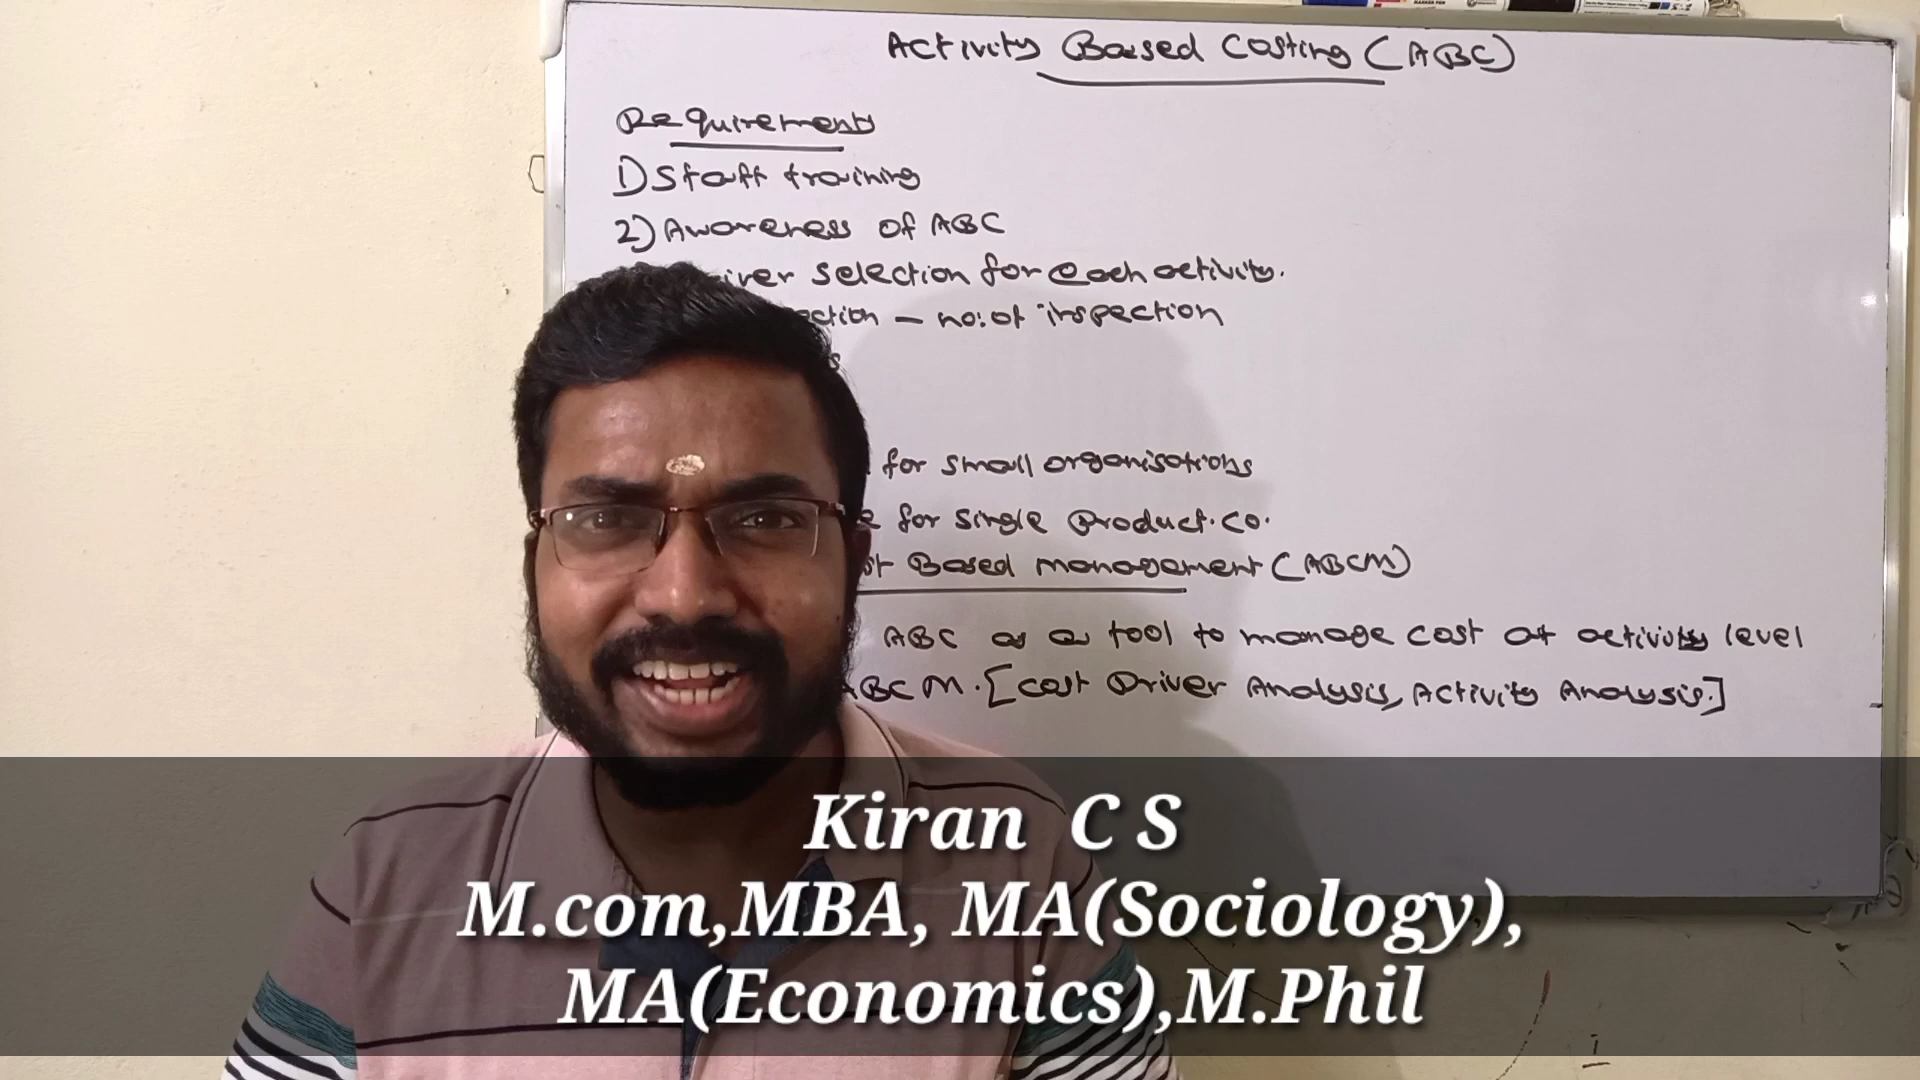 Activity Based Costing (ABC)
Requirements
1) Staff training
2) Awareness of ABC
selection for each activity.
— no: of inspection
for small organisations
for single product.co.
Based management (ABCM)
ABC as a tool to manage cost at activity level
ABCM. [Cost Driver Analysis, Activity Analysis.]
Kiran C S
M.com,MBA, MA(Sociology),
MA(Economics),M.Phil